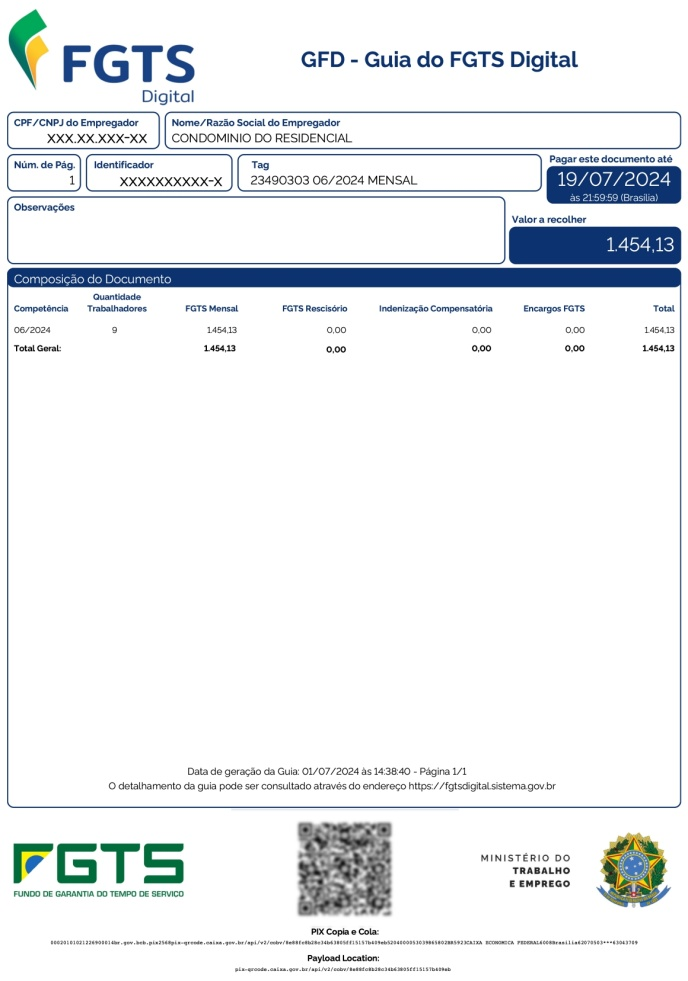 FGTS
Digital
GFD - Guia do FGTS Digital
CPF/CNPJ do Empregador
XXX.XX.XXX-XX
Nome/Razão Social do Empregador
CONDOMINIO DO RESIDENCIAL
Núm. de Pág.
1
Identificador
XXXXXXXXXX-X
Tag
23490303 06/2024 MENSAL
Pagar este documento até
19/07/2024
às 21:59:59 (Brasília)
Observações
Valor a recolher
1.454,13
Composição do Documento
Competência Quantidade Trabalhadores FGTS Mensal FGTS Rescisório Indenização Compensatória Encargos FGTS Total
06/2024 9 1.454,13 0,00 0,00 0,00 1.454,13
Total Geral: 1.454,13 0,00 0,00 0,00 1.454,13
Data de geração da Guia: 01/07/2024 às 14:38:40 - Página 1/1
O detalhamento da guia pode ser consultado através do endereço https://fgtsdigital.sistema.gov.br
FGTS
FUNDO DE GARANTIA DO TEMPO DE SERVIÇO
MINISTÉRIO DO
TRABALHO
E EMPREGO
PIX Copia e Cola:
00020101021226900014br.gov.bcb.pix2568pix-qrcode.caixa.gov.br/api/v2/cobv/8e88fc8b28c34b63805ff15157b409eb5204000053039865802BR5923CAIXA ECONOMICA FEDERAL6008Brasilia62070503***63043709
Payload Location:
pix-qrcode.caixa.gov.br/api/v2/cobv/8e88fc8b28c34b63805ff15157b409eb